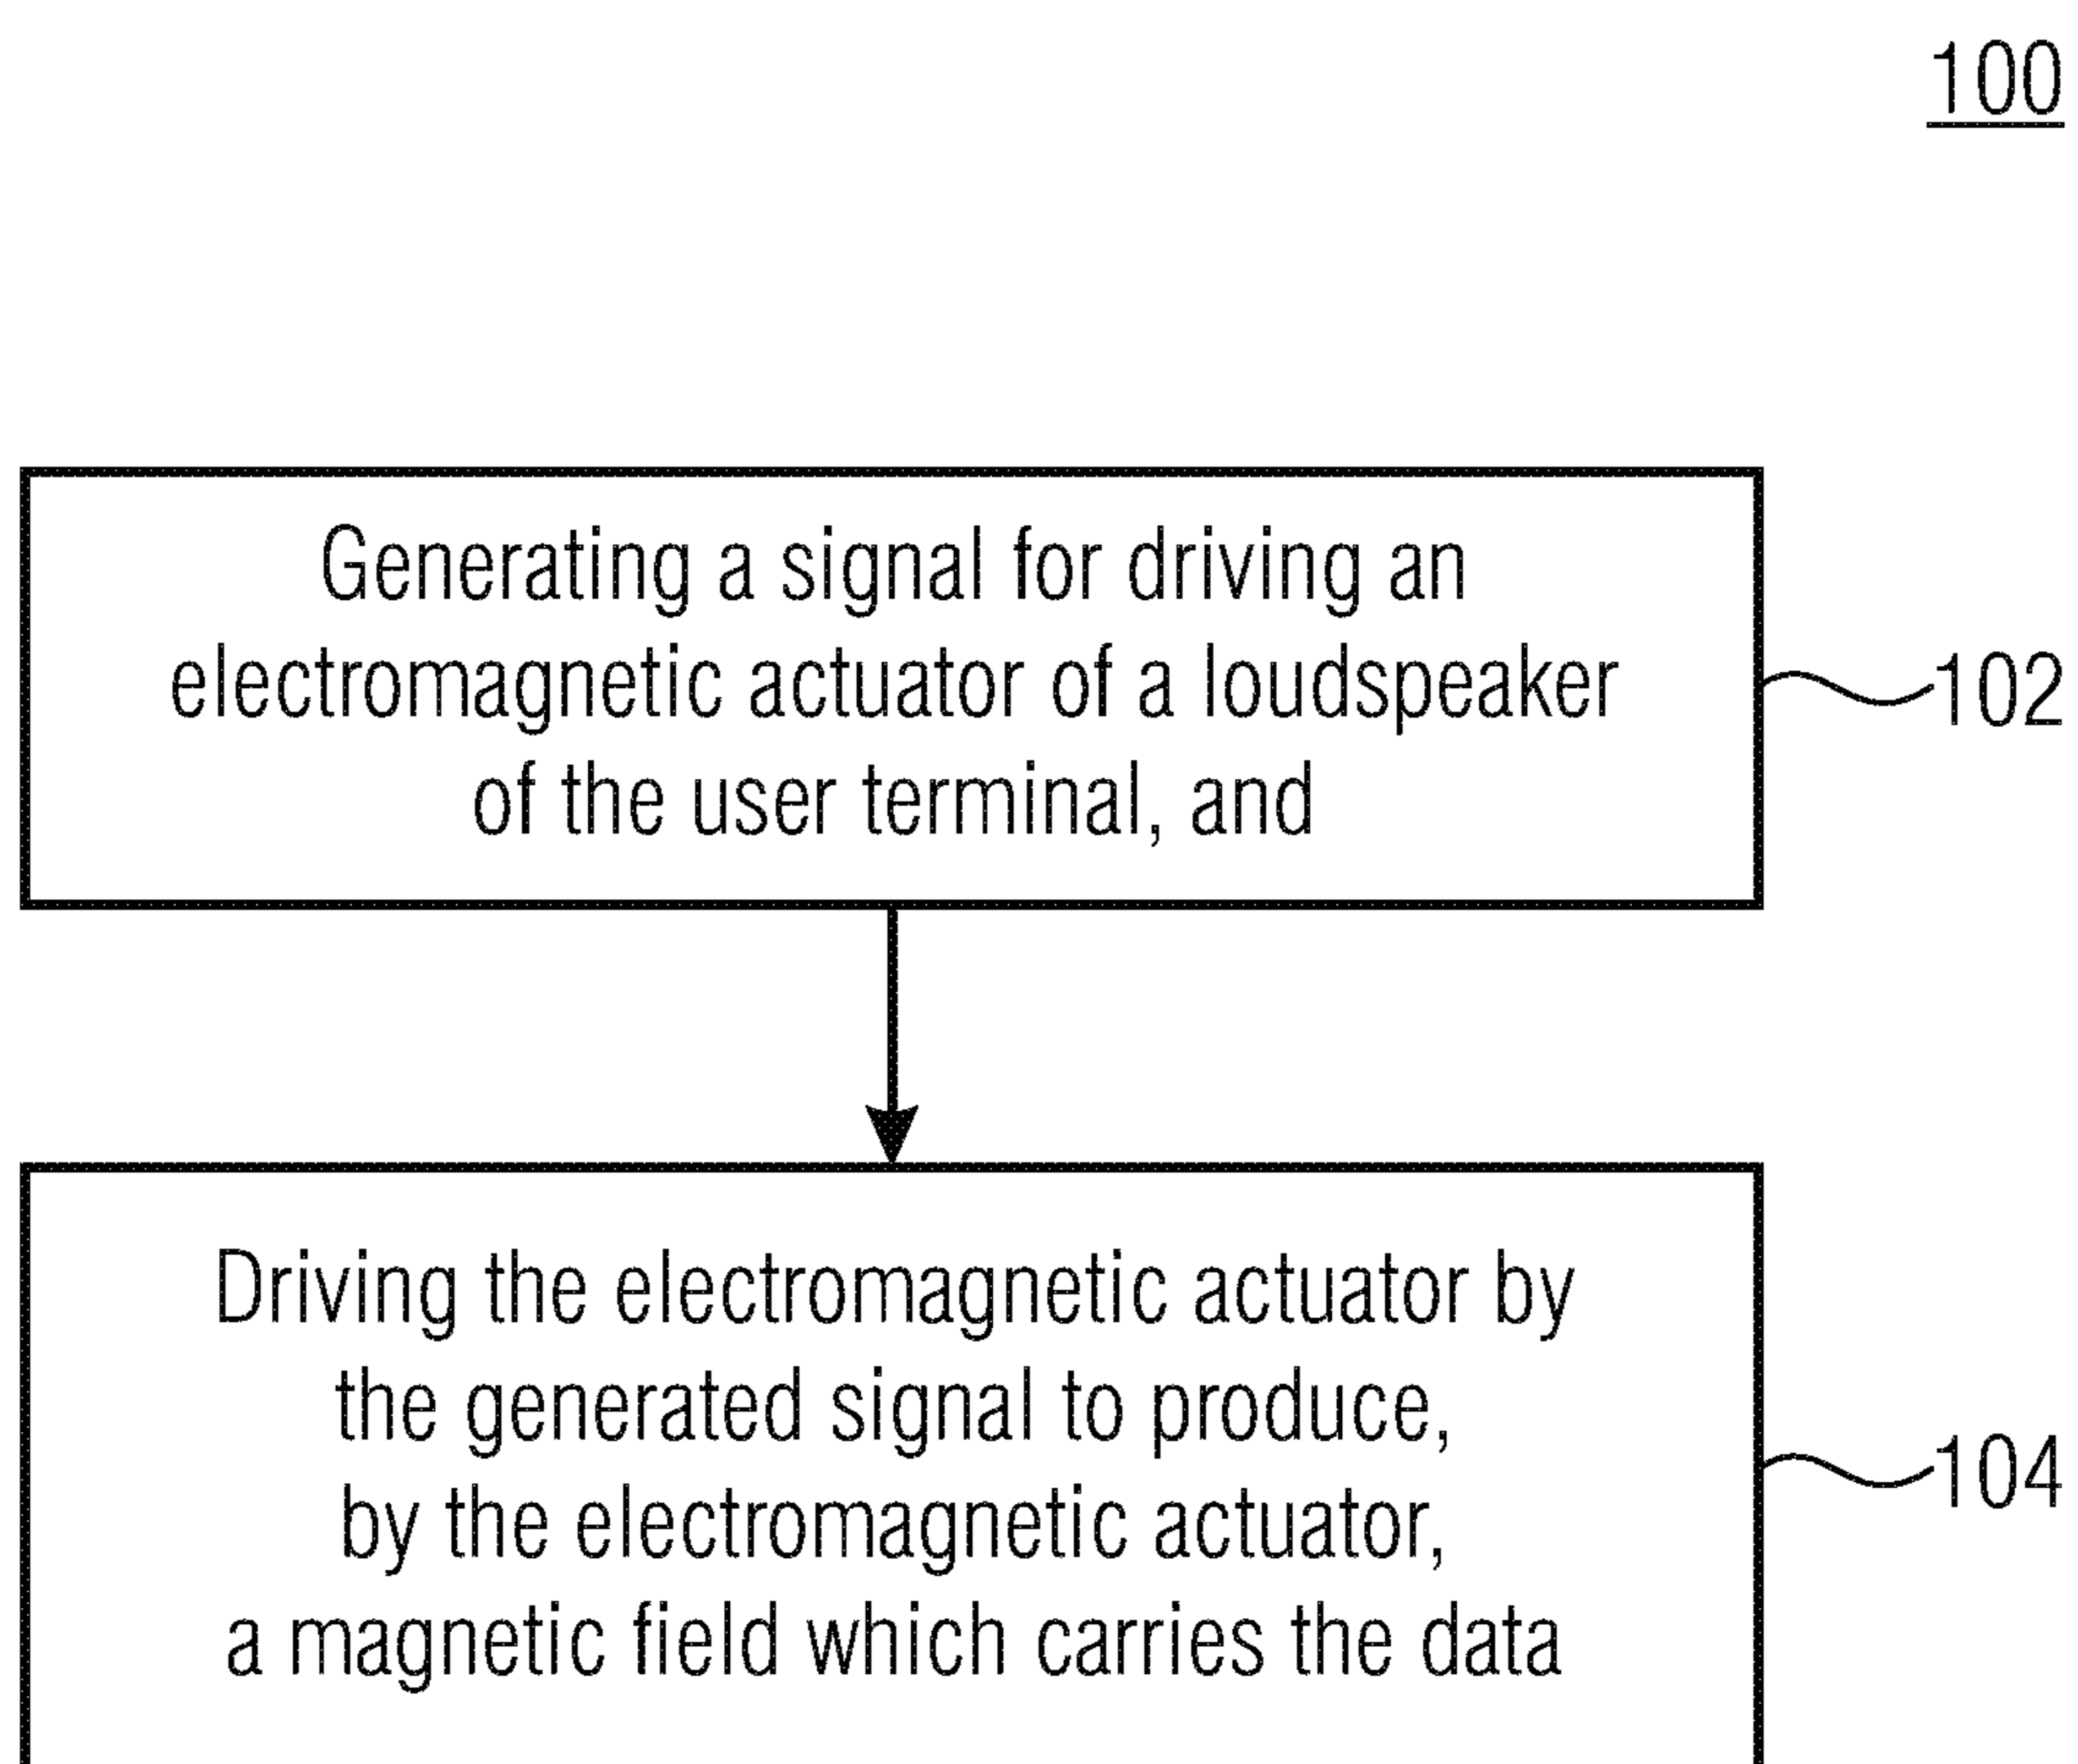 100
Generating a signal for driving an
electromagnetic actuator of a loudspeaker
of the user terminal, and
102
Driving the electromagnetic actuator by
the generated signal to produce,
by the electromagnetic actuator,
a magnetic field which carries the data
104